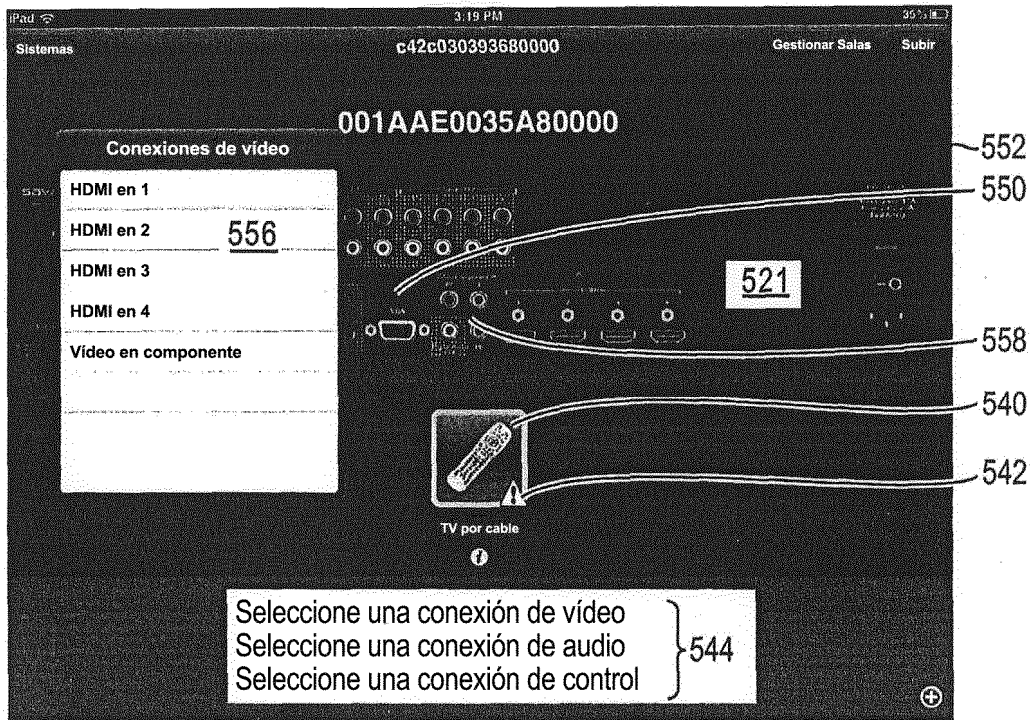 iPad 3:19 PM 35%
Sistemas c42c030393680000 Gestionar Salas Subir
001AAE0035A80000
Conexiones de vídeo
HDMI en 1
HDMI en 2
HDMI en 3
HDMI en 4
Vídeo en componente
556
VGA
521
552
550
558
540
542
TV por cable
Seleccione una conexión de vídeo
Seleccione una conexión de audio
Seleccione una conexión de control
544